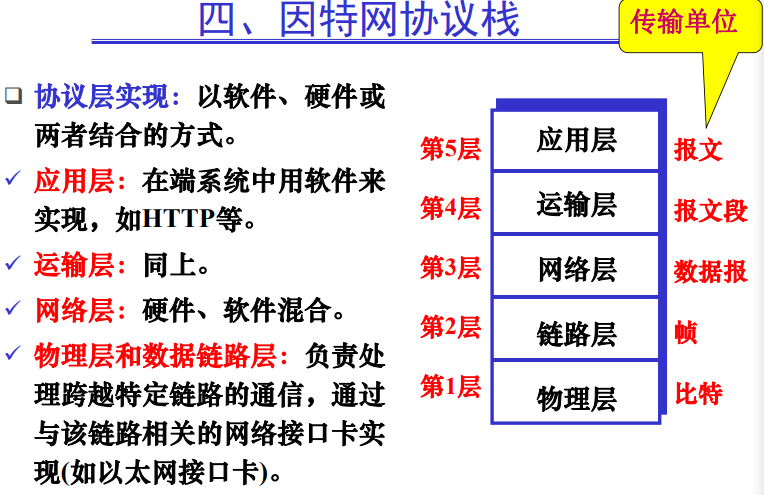 四、因特网协议栈
传输单位
协议层实现：以软件、硬件或
两者结合的方式。
应用层：在端系统中用软件来
实现，如HTTP等。
运输层：同上。
网络层：硬件、软件混合。
物理层和数据链路层：负责处
理跨越特定链路的通信，通过
与该链路相关的网络接口卡实
现(如以太网接口卡)。
第5层 应用层 报文
第4层 运输层 报文段
第3层 网络层 数据报
第2层 链路层 帧
第1层 物理层 比特